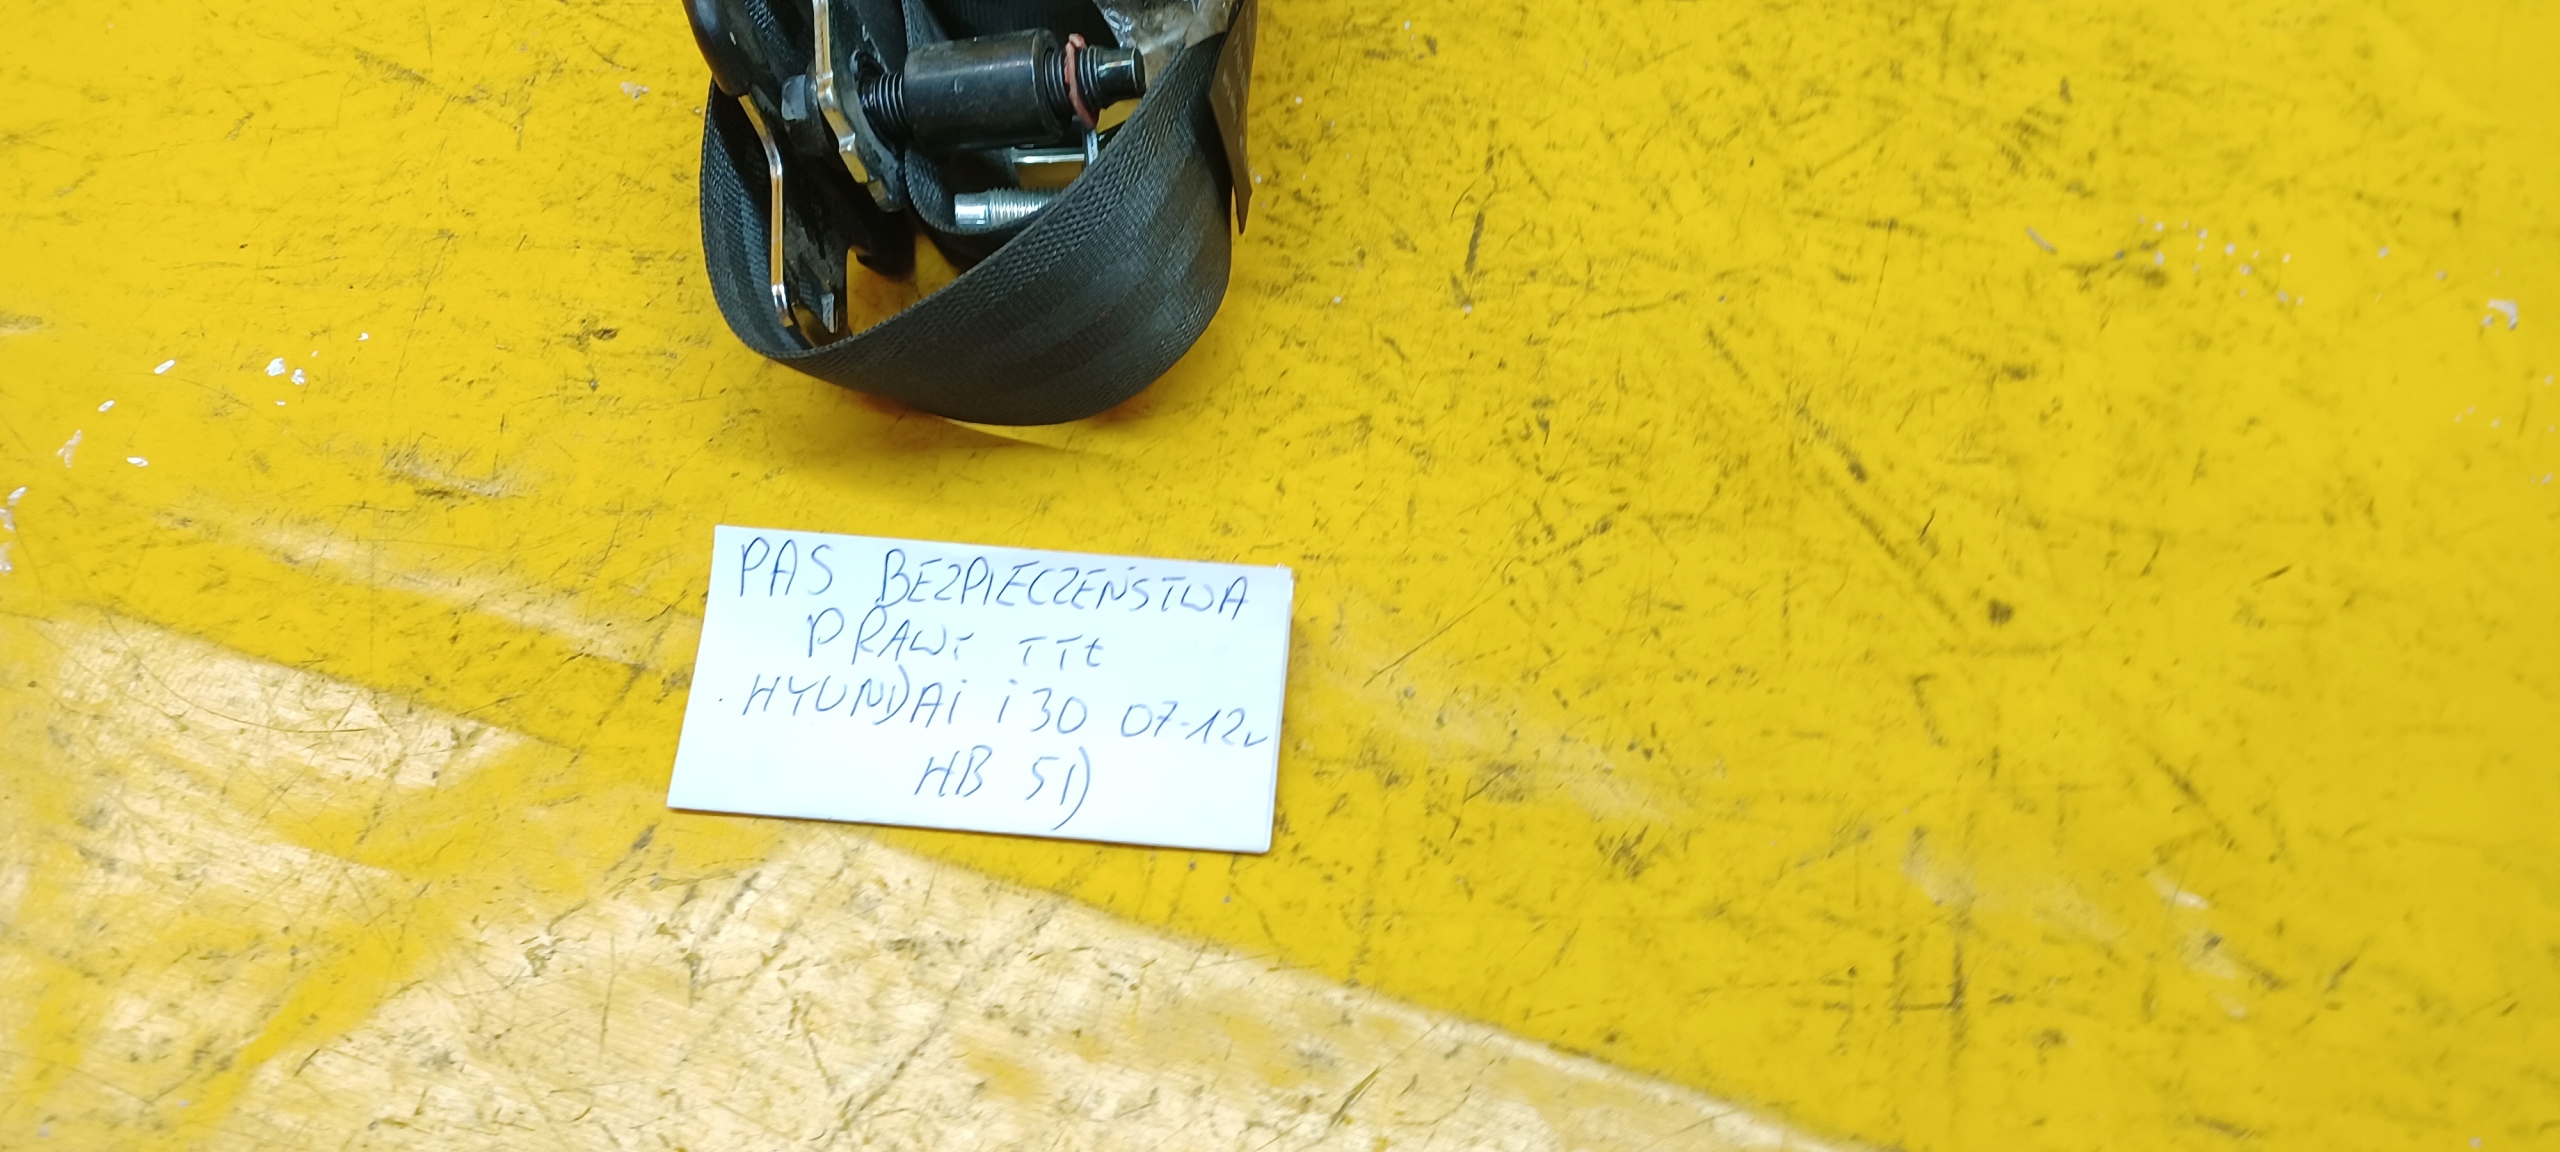 PAS BEZPIECZEŃSTWA
PRAWY TYŁ
HYUNDAI i30 07-12r
HB 5D